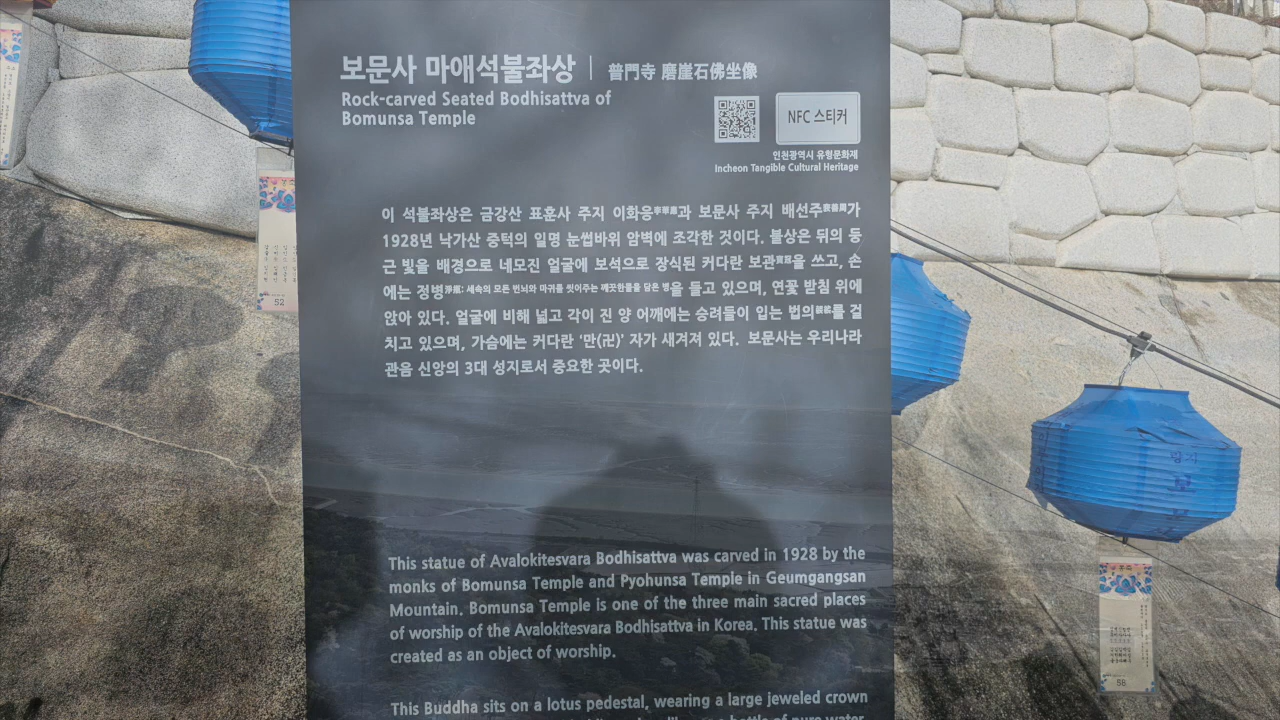 보문사 마애석불좌상 | 普門寺 磨崖石佛坐像
Rock-carved Seated Bodhisattva of
Bomunsa Temple
NFC 스티커
인천광역시 유형문화제
Incheon Tangible Cultural Heritage
이 석불좌상은 금강산 표훈사 주지 이화응과 보문사 주지 배선주가
1928년 낙가산 중턱의 일명 눈썹바위 암벽에 조각한 것이다. 불상은 뒤의 둥
근 빛을 배경으로 네모진 얼굴에 보석으로 장식된 커다란 보관을 쓰고, 손
에는 정병: 세속의 모든 번뇌와 마귀를 씻어주는 깨끗한물을 담은 병을 들고 있으며, 연꽃 받침 위에
앉아 있다. 얼굴에 비해 넓고 각이 진 양 어깨에는 승려들이 입는 법의를 걸
치고 있으며, 가슴에는 커다란 '만(卍)' 자가 새겨져 있다. 보문사는 우리나라
관음 신앙의 3대 성지로서 중요한 곳이다.
This statue of Avalokitesvara Bodhisattva was carved in 1928 by the
monks of Bomunsa Temple and Pyohunsa Temple in Geumgangsan
Mountain. Bomunsa Temple is one of the three main sacred places
of worship of the Avalokitesvara Bodhisattva in Korea. This statue was
created as an object of worship.
This Buddha sits on a lotus pedestal, wearing a large jeweled crown
a bottle of pure water
52
88